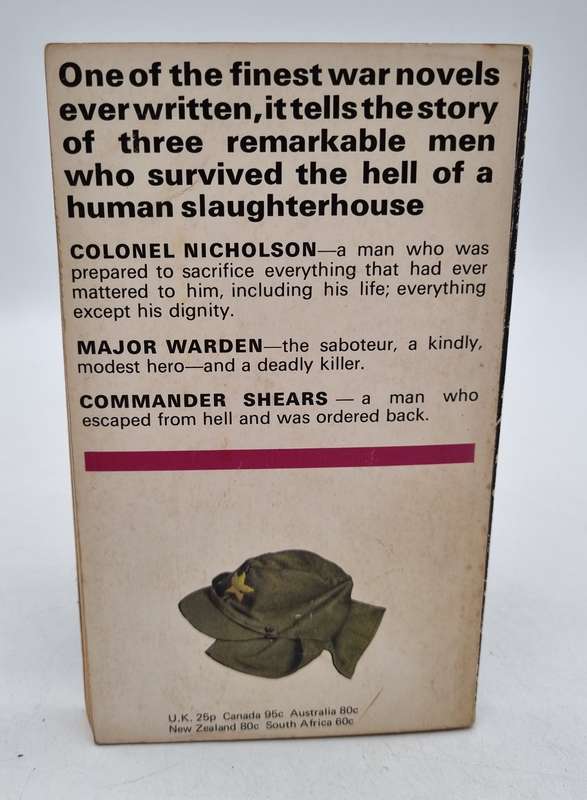 One of the finest war novels
ever written, it tells the story
of three remarkable men
who survived the hell of a
human slaughterhouse
COLONEL NICHOLSON—a man who was
prepared to sacrifice everything that had ever
mattered to him, including his life; everything
except his dignity.
MAJOR WARDEN—the saboteur, a kindly,
modest hero—and a deadly killer.
COMMANDER SHEARS — a man who
escaped from hell and was ordered back.
U.K. 25p Canada 95c Australia 80c
New Zealand 80c South Africa 60c